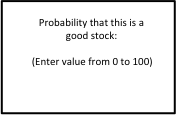 Probability that this is a
good stock:
(Enter value from 0 to 100)